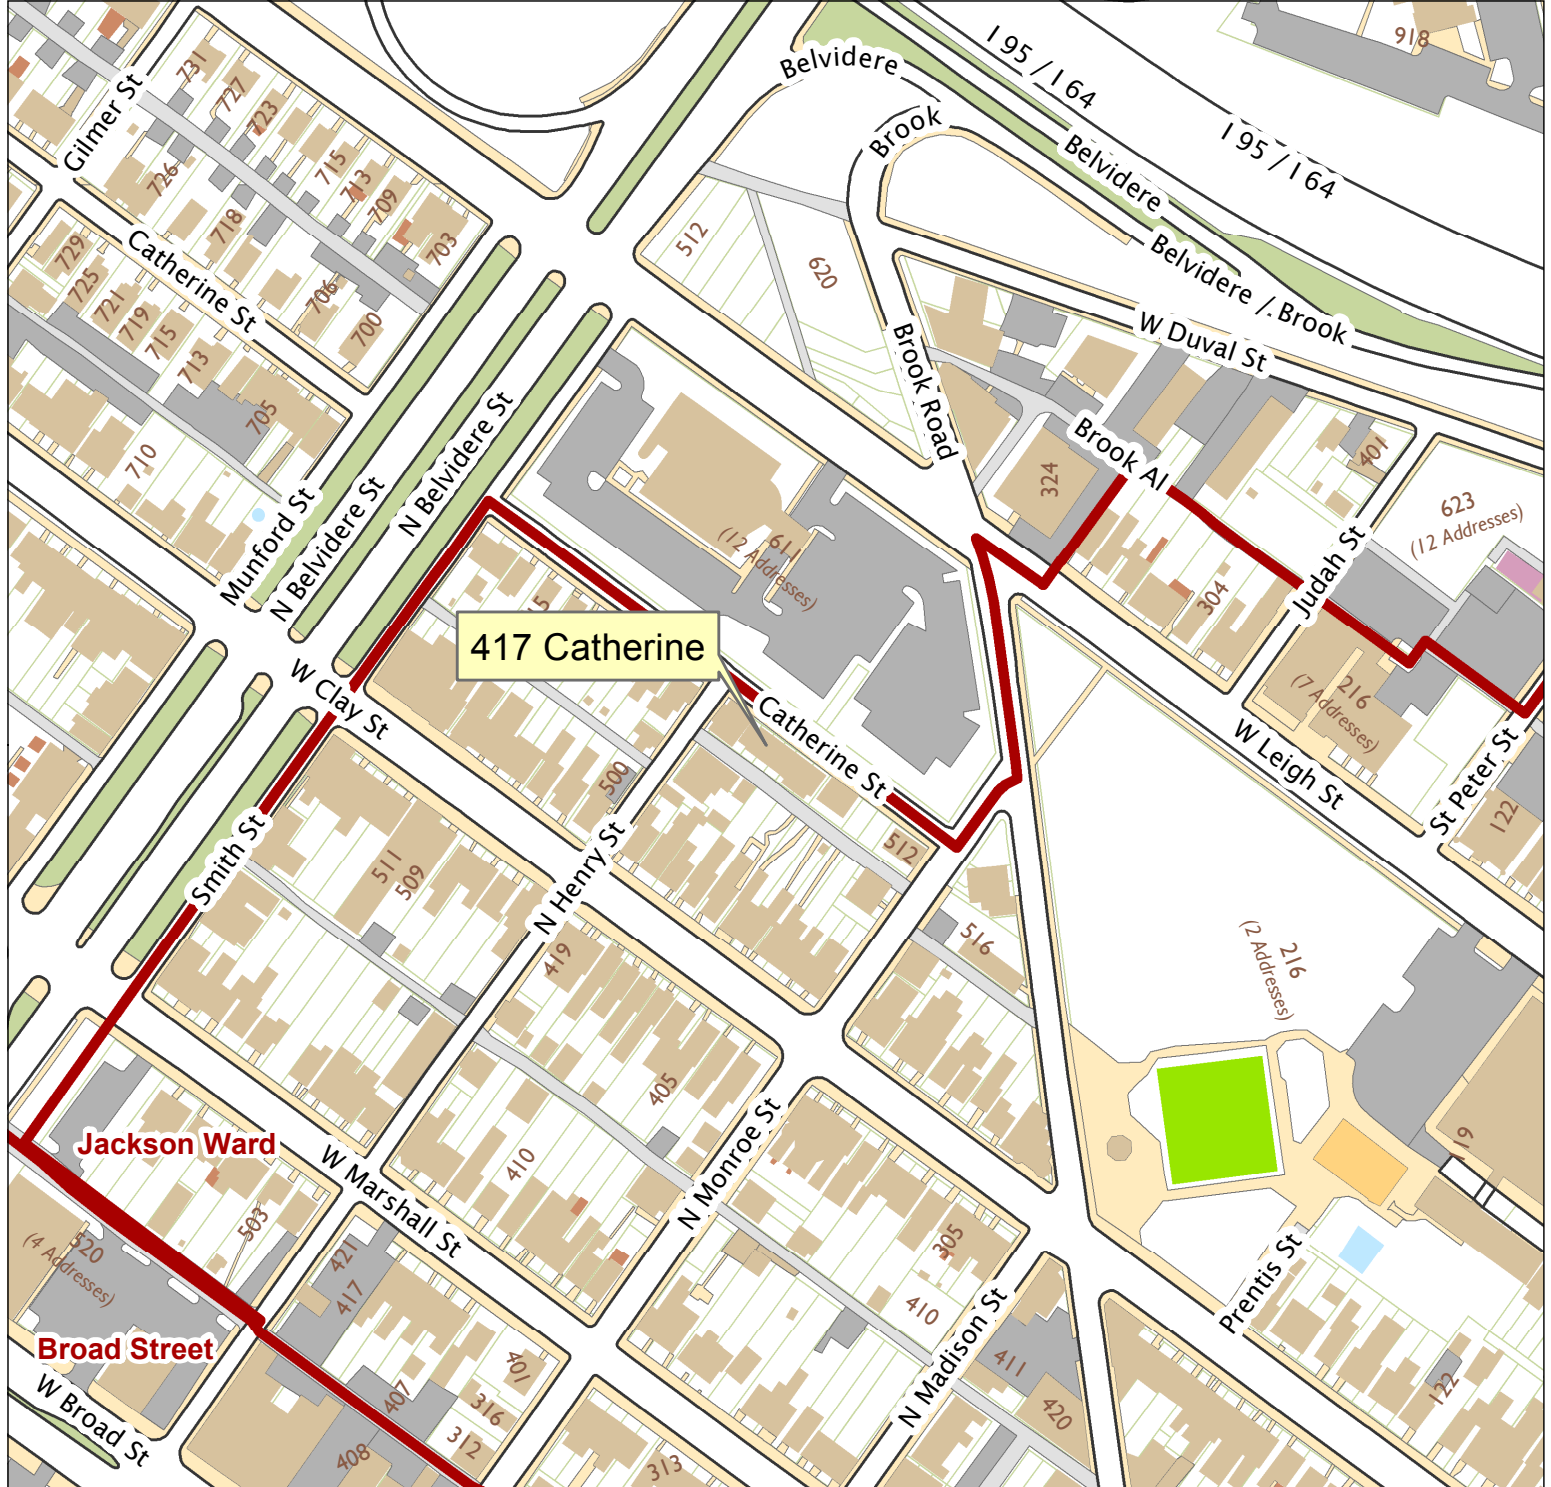 918
I 95 / I 64
I 95 / I 64
Belvidere
Brook
Belvidere
Belvidere / Brook
Gilmer St
731
727
723
715
713
709
703
726
718
706
700
Catherine St
729
725
721
719
715
713
705
710
512
620
Brook Road
W Duval St
Brook Al
324
401
623
(12 Addresses)
Judah St
304
N Belvidere St
N Belvidere St
Munford St
611
(12 Addresses)
417 Catherine
Catherine St
W Clay St
500
216
(7 Addresses)
W Leigh St
St Peter St
122
Smith St
511
509
N Henry St
512
516
419
216
(2 Addresses)
405
410
N Monroe St
119
Jackson Ward
W Marshall St
503
520
(4 Addresses)
421
417
305
410
N Madison St
Prentis St
Broad Street
W Broad St
401
407
316
312
408
313
411
420
122